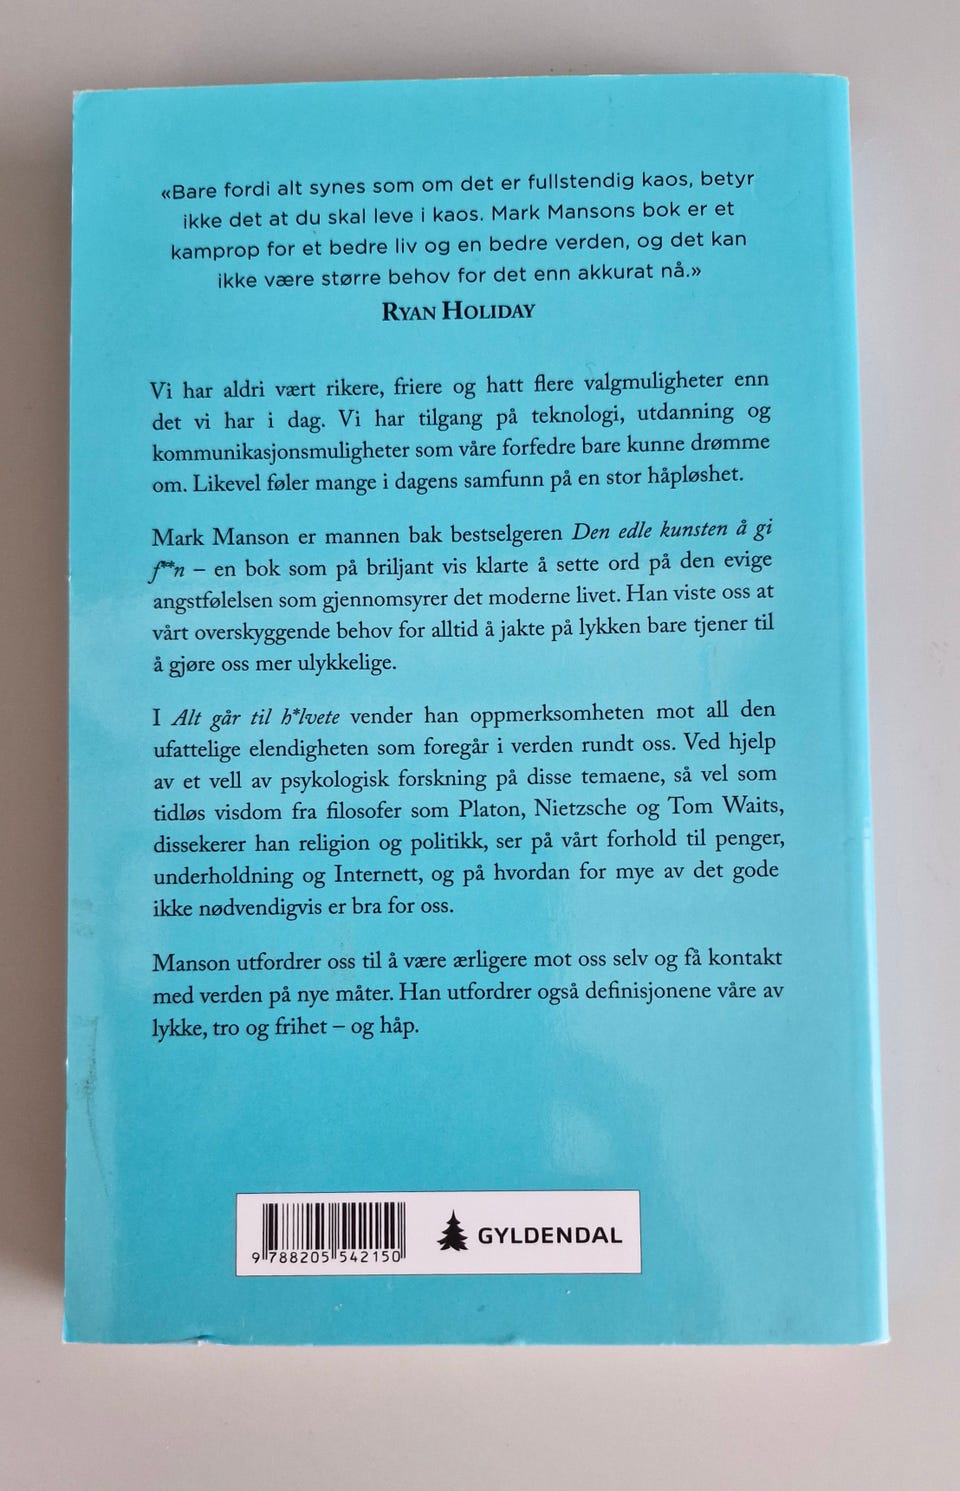 «Bare fordi alt synes som om det er fullstendig kaos, betyr
ikke det at du skal leve i kaos. Mark Mansons bok er et
kamprop for et bedre liv og en bedre verden, og det kan
ikke være større behov for det enn akkurat nå.»
RYAN HOLIDAY
Vi har aldri vært rikere, friere og hatt flere valgmuligheter enn
det vi har i dag. Vi har tilgang på teknologi, utdanning og
kommunikasjonsmuligheter som våre forfedre bare kunne drømme
om. Likevel føler mange i dagens samfunn på en stor håpløshet.
Mark Manson er mannen bak bestselgeren Den edle kunsten å gi
f**n – en bok som på briljant vis klarte å sette ord på den evige
angstfølelsen som gjennomsyrer det moderne livet. Han viste oss at
vårt overskyggende behov for alltid å jakte på lykken bare tjener til
å gjøre oss mer ulykkelige.
I Alt går til h*lvete vender han oppmerksomheten mot all den
ufattelige elendigheten som foregår i verden rundt oss. Ved hjelp
av et vell av psykologisk forskning på disse temaene, så vel som
tidløs visdom fra filosofer som Platon, Nietzsche og Tom Waits,
dissekerer han religion og politikk, ser på vårt forhold til penger,
underholdning og Internett, og på hvordan for mye av det gode
ikke nødvendigvis er bra for oss.
Manson utfordrer oss til å være ærligere mot oss selv og få kontakt
med verden på nye måter. Han utfordrer også definisjonene våre av
lykke, tro og frihet – og håp.
GYLDENDAL
9 788205 542150